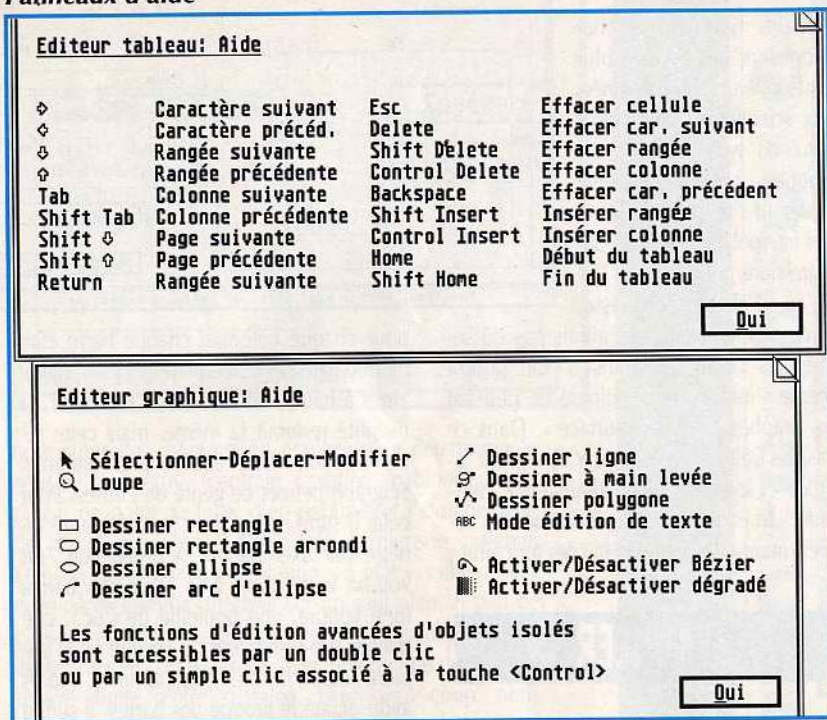 Panneaux d'aide
Editeur tableau: Aide
⇨ Caractère suivant Esc Effacer cellule
⇦ Caractère précéd. Delete Effacer car. suivant
⇩ Rangée suivante Shift Delete Effacer rangée
⇧ Rangée précédente Control Delete Effacer colonne
Tab Colonne suivante Backspace Effacer car. précédent
Shift Tab Colonne précédente Shift Insert Insérer rangée
Shift ⇩ Page suivante Control Insert Insérer colonne
Shift ⇧ Page précédente Home Début du tableau
Return Rangée suivante Shift Home Fin du tableau
Oui
Editeur graphique: Aide
Sélectionner-Déplacer-Modifier Dessiner ligne
Loupe Dessiner à main levée
Dessiner polygone
Dessiner rectangle ABC Mode édition de texte
Dessiner rectangle arrondi
Dessiner ellipse Activer/Désactiver Bézier
Dessiner arc d'ellipse Activer/Désactiver dégradé
Les fonctions d'édition avancées d'objets isolés
sont accessibles par un double clic
ou par un simple clic associé à la touche <Control>
Oui